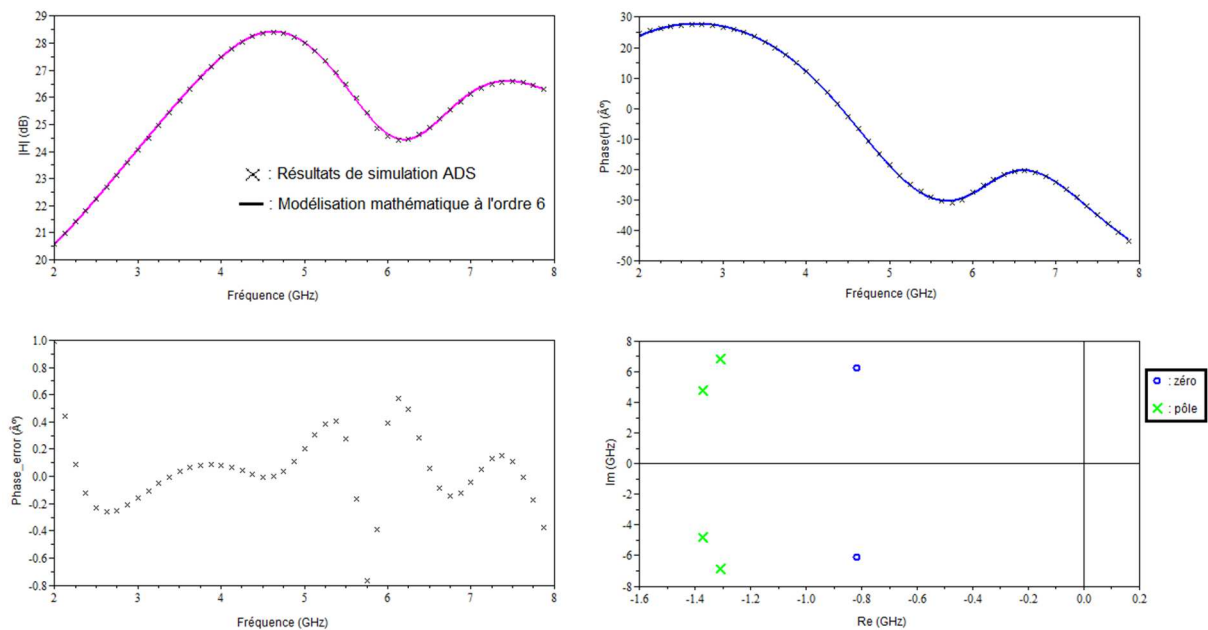 29
28
27
26
25
24
23
22
21
20
|H| (dB)
2 3 4 5 6 7 8
Fréquence (GHz)
: Résultats de simulation ADS
: Modélisation mathématique à l'ordre 6
30
20
10
0
-10
-20
-30
-40
-50
Phase(H) (Âº)
2 3 4 5 6 7 8
Fréquence (GHz)
1.0
0.8
0.6
0.4
0.2
-0.0
-0.2
-0.4
-0.6
-0.8
Phase_error (Âº)
2 3 4 5 6 7 8
Fréquence (GHz)
8
6
4
2
0
-2
-4
-6
-8
Im (GHz)
-1.6 -1.4 -1.2 -1.0 -0.8 -0.6 -0.4 -0.2 0.0 0.2
Re (GHz)
: zéro
: pôle